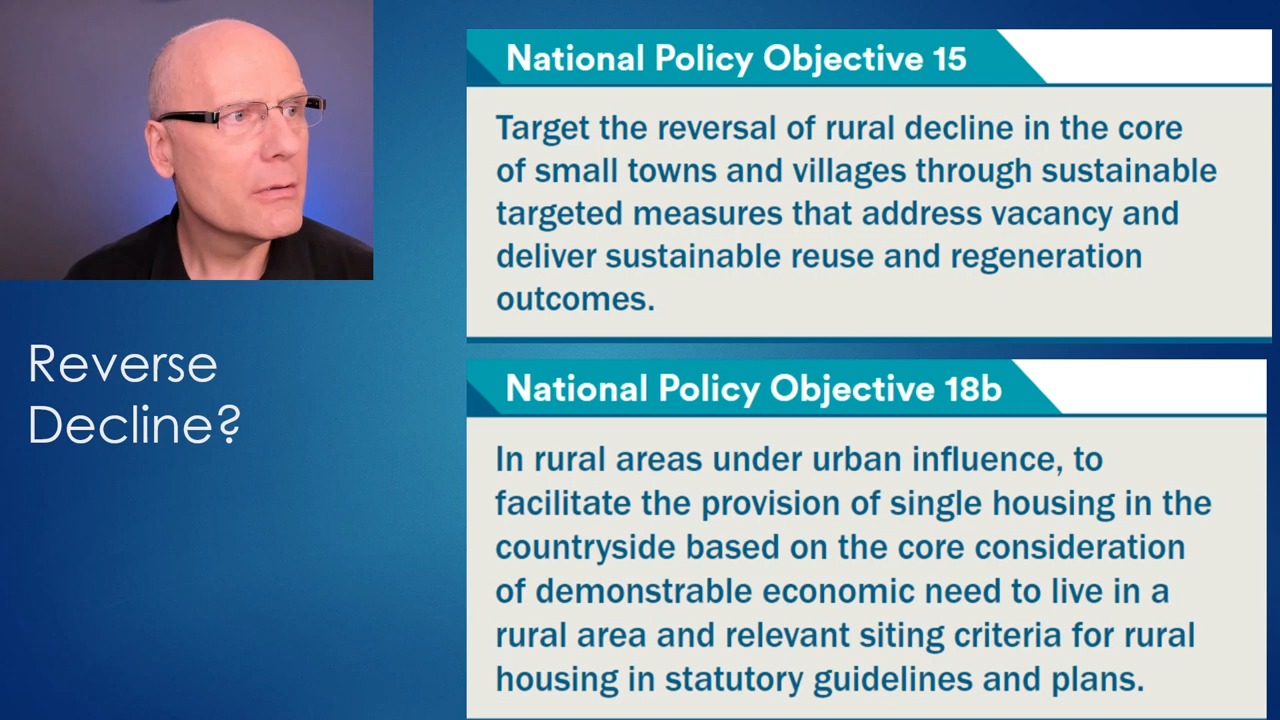 National Policy Objective 15
Target the reversal of rural decline in the core
of small towns and villages through sustainable
targeted measures that address vacancy and
deliver sustainable reuse and regeneration
outcomes.
Reverse
Decline?
National Policy Objective 18b
In rural areas under urban influence, to
facilitate the provision of single housing in the
countryside based on the core consideration
of demonstrable economic need to live in a
rural area and relevant siting criteria for rural
housing in statutory guidelines and plans.